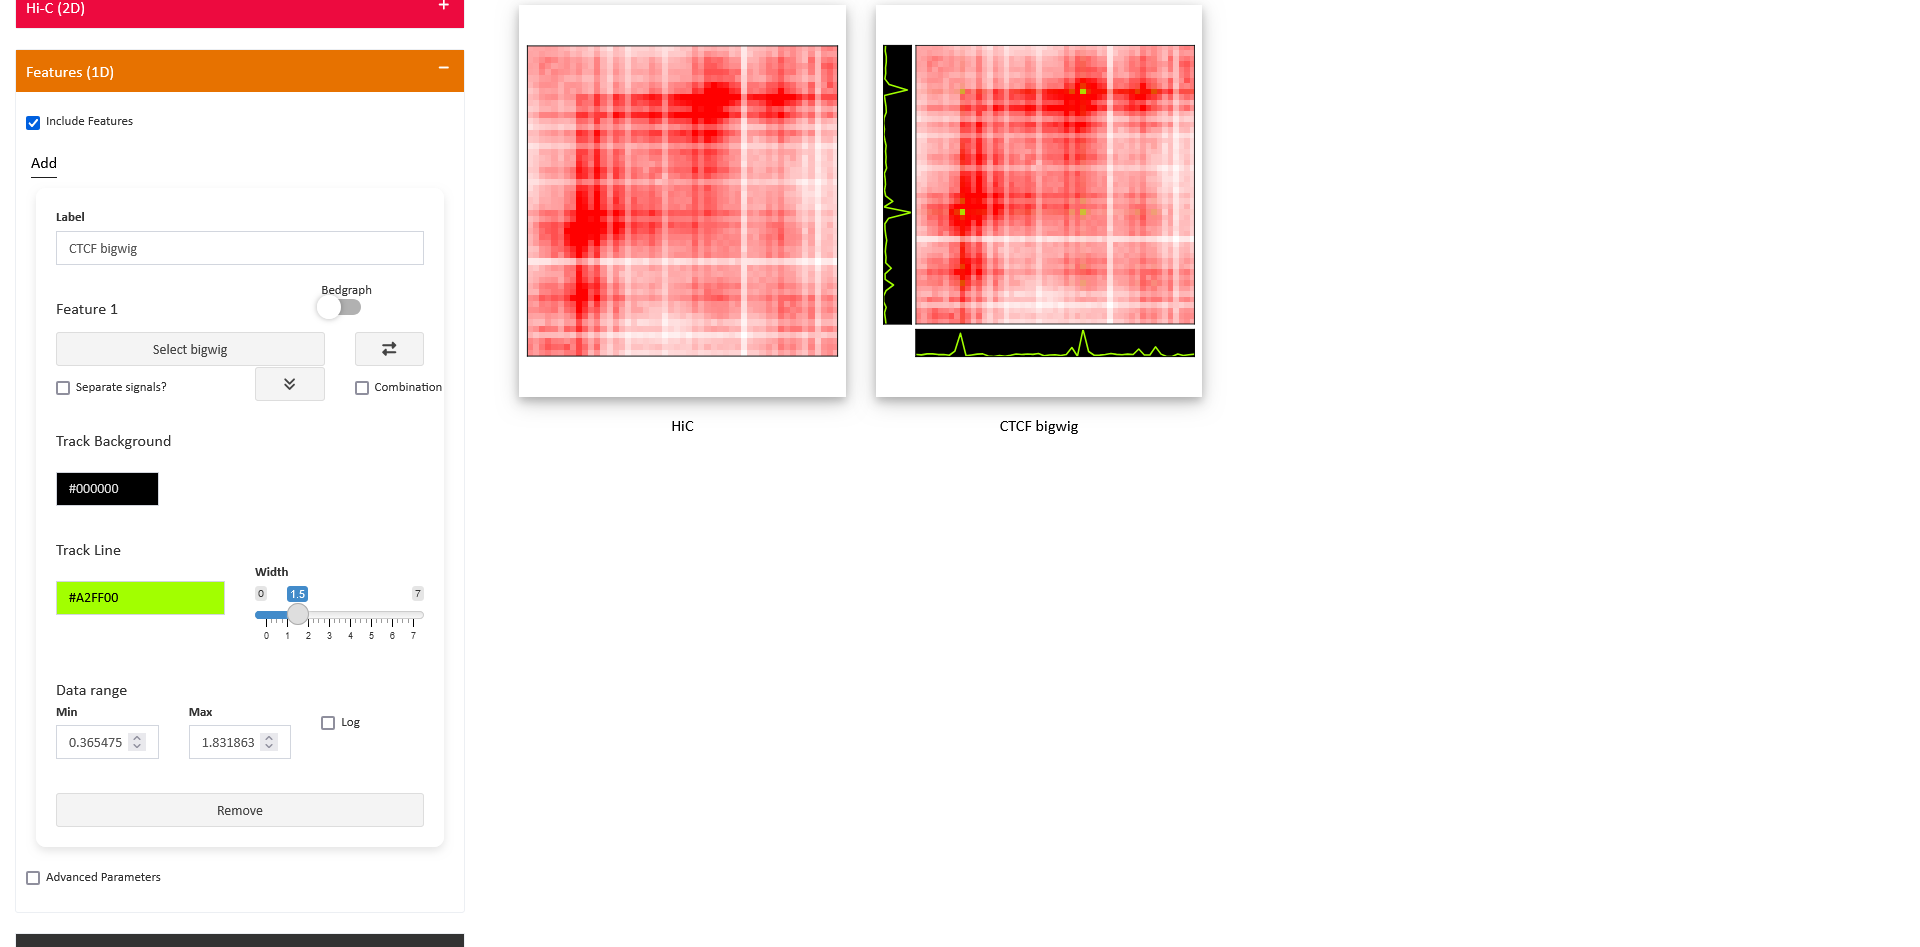 Hi-C (2D)
+
Features (1D)
−
Include Features
Add
Label
CTCF bigwig
Bedgraph
Feature 1
Select bigwig
Separate signals?
Combination
Track Background
#000000
Track Line
#A2FF00
Width
0 1.5 7
0 1 2 3 4 5 6 7
Data range
Min Max
Log
0.365475 1.831863
Remove
Advanced Parameters
HiC
CTCF bigwig